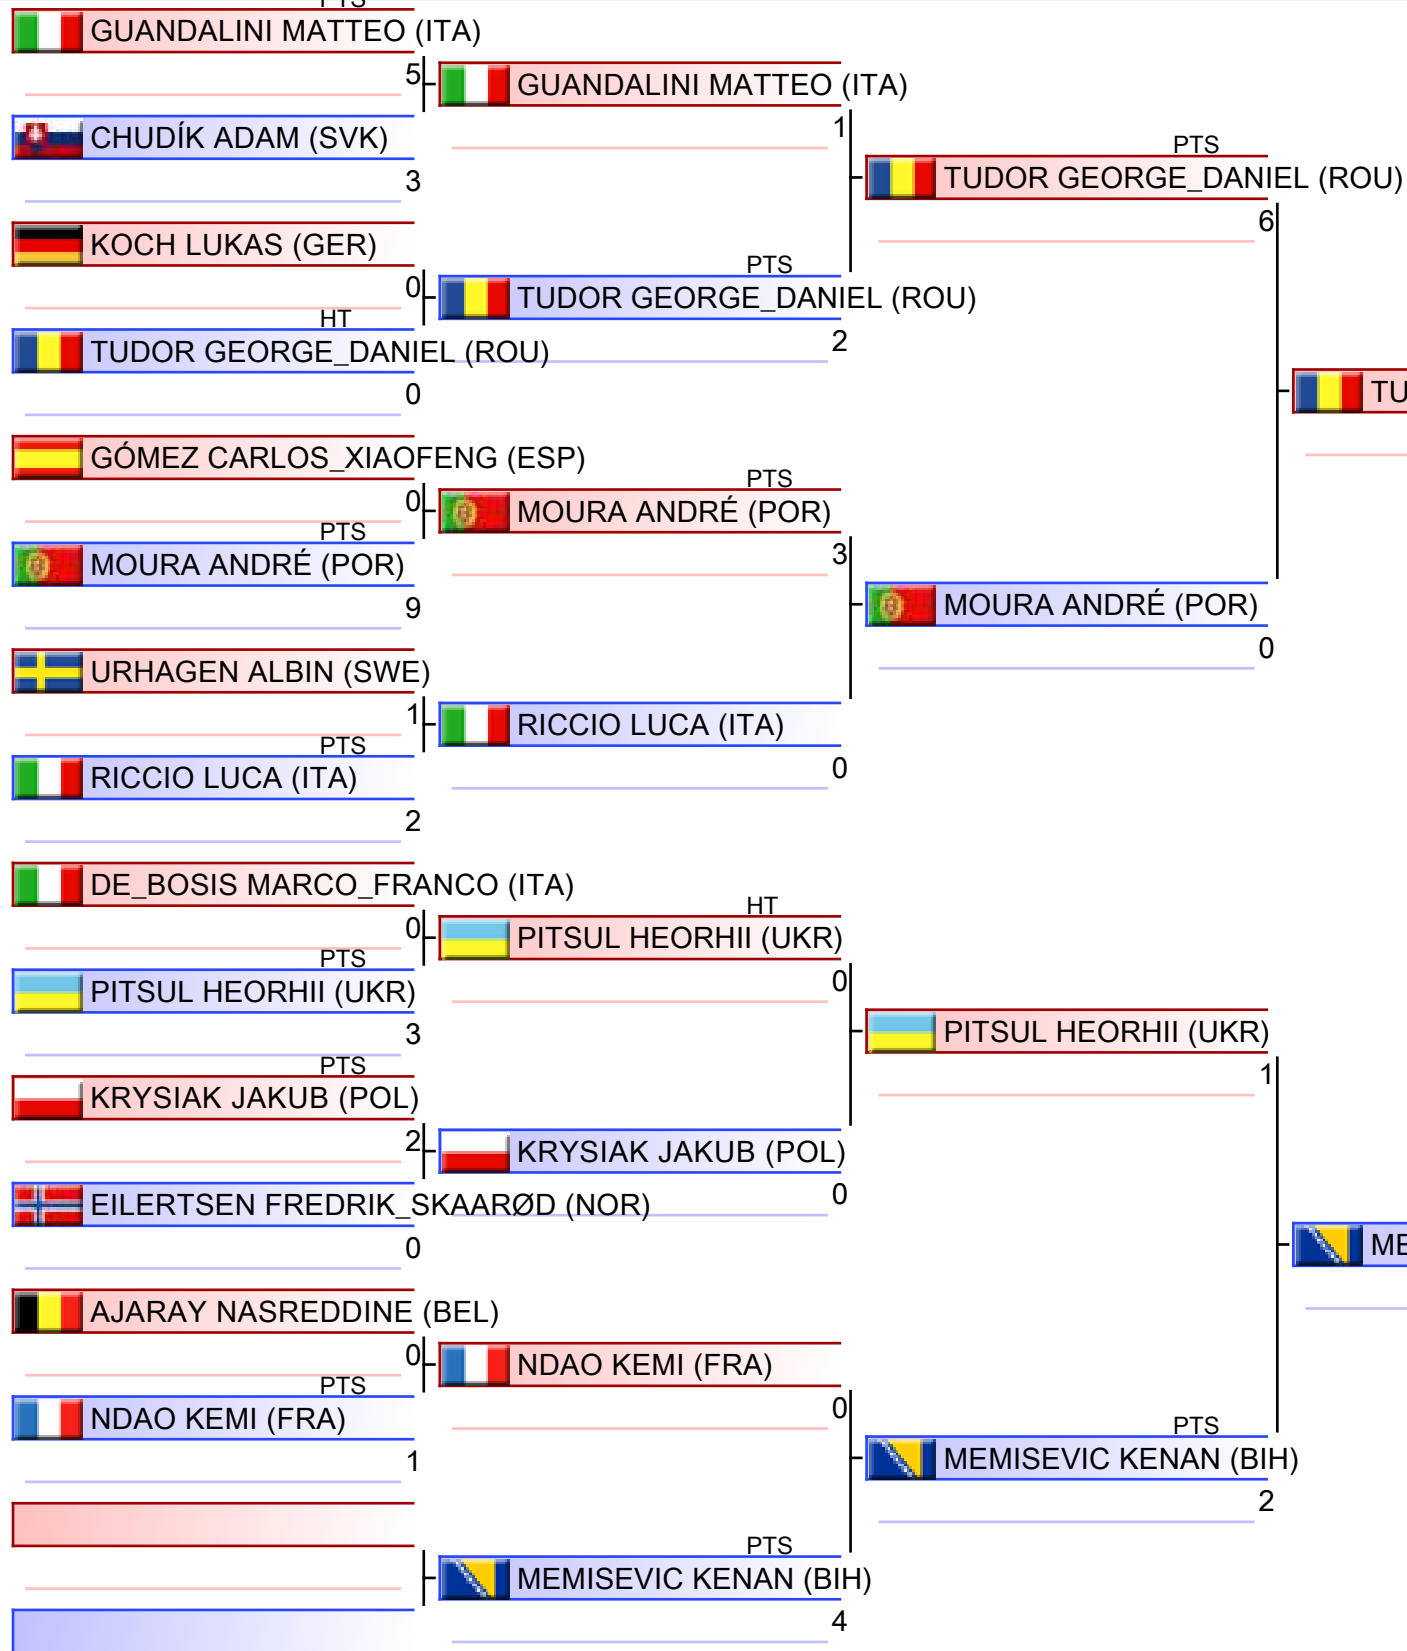 PTS
GUANDALINI MATTEO (ITA)
5
CHUDÍK ADAM (SVK)
3
KOCH LUKAS (GER)
0
HT
TUDOR GEORGE_DANIEL (ROU)
0
GÓMEZ CARLOS_XIAOFENG (ESP)
0
PTS
MOURA ANDRÉ (POR)
9
URHAGEN ALBIN (SWE)
1
PTS
RICCIO LUCA (ITA)
2
DE_BOSIS MARCO_FRANCO (ITA)
0
PTS
PITSUL HEORHII (UKR)
3
PTS
KRYSIAK JAKUB (POL)
2
EILERTSEN FREDRIK_SKAARØD (NOR)
0
AJARAY NASREDDINE (BEL)
0
PTS
NDAO KEMI (FRA)
1
GUANDALINI MATTEO (ITA)
1
PTS
TUDOR GEORGE_DANIEL (ROU)
2
PTS
MOURA ANDRÉ (POR)
3
RICCIO LUCA (ITA)
0
HT
PITSUL HEORHII (UKR)
0
KRYSIAK JAKUB (POL)
0
NDAO KEMI (FRA)
0
PTS
MEMISEVIC KENAN (BIH)
4
PTS
TUDOR GEORGE_DANIEL (ROU)
6
MOURA ANDRÉ (POR)
0
PITSUL HEORHII (UKR)
1
PTS
MEMISEVIC KENAN (BIH)
2
TU
ME